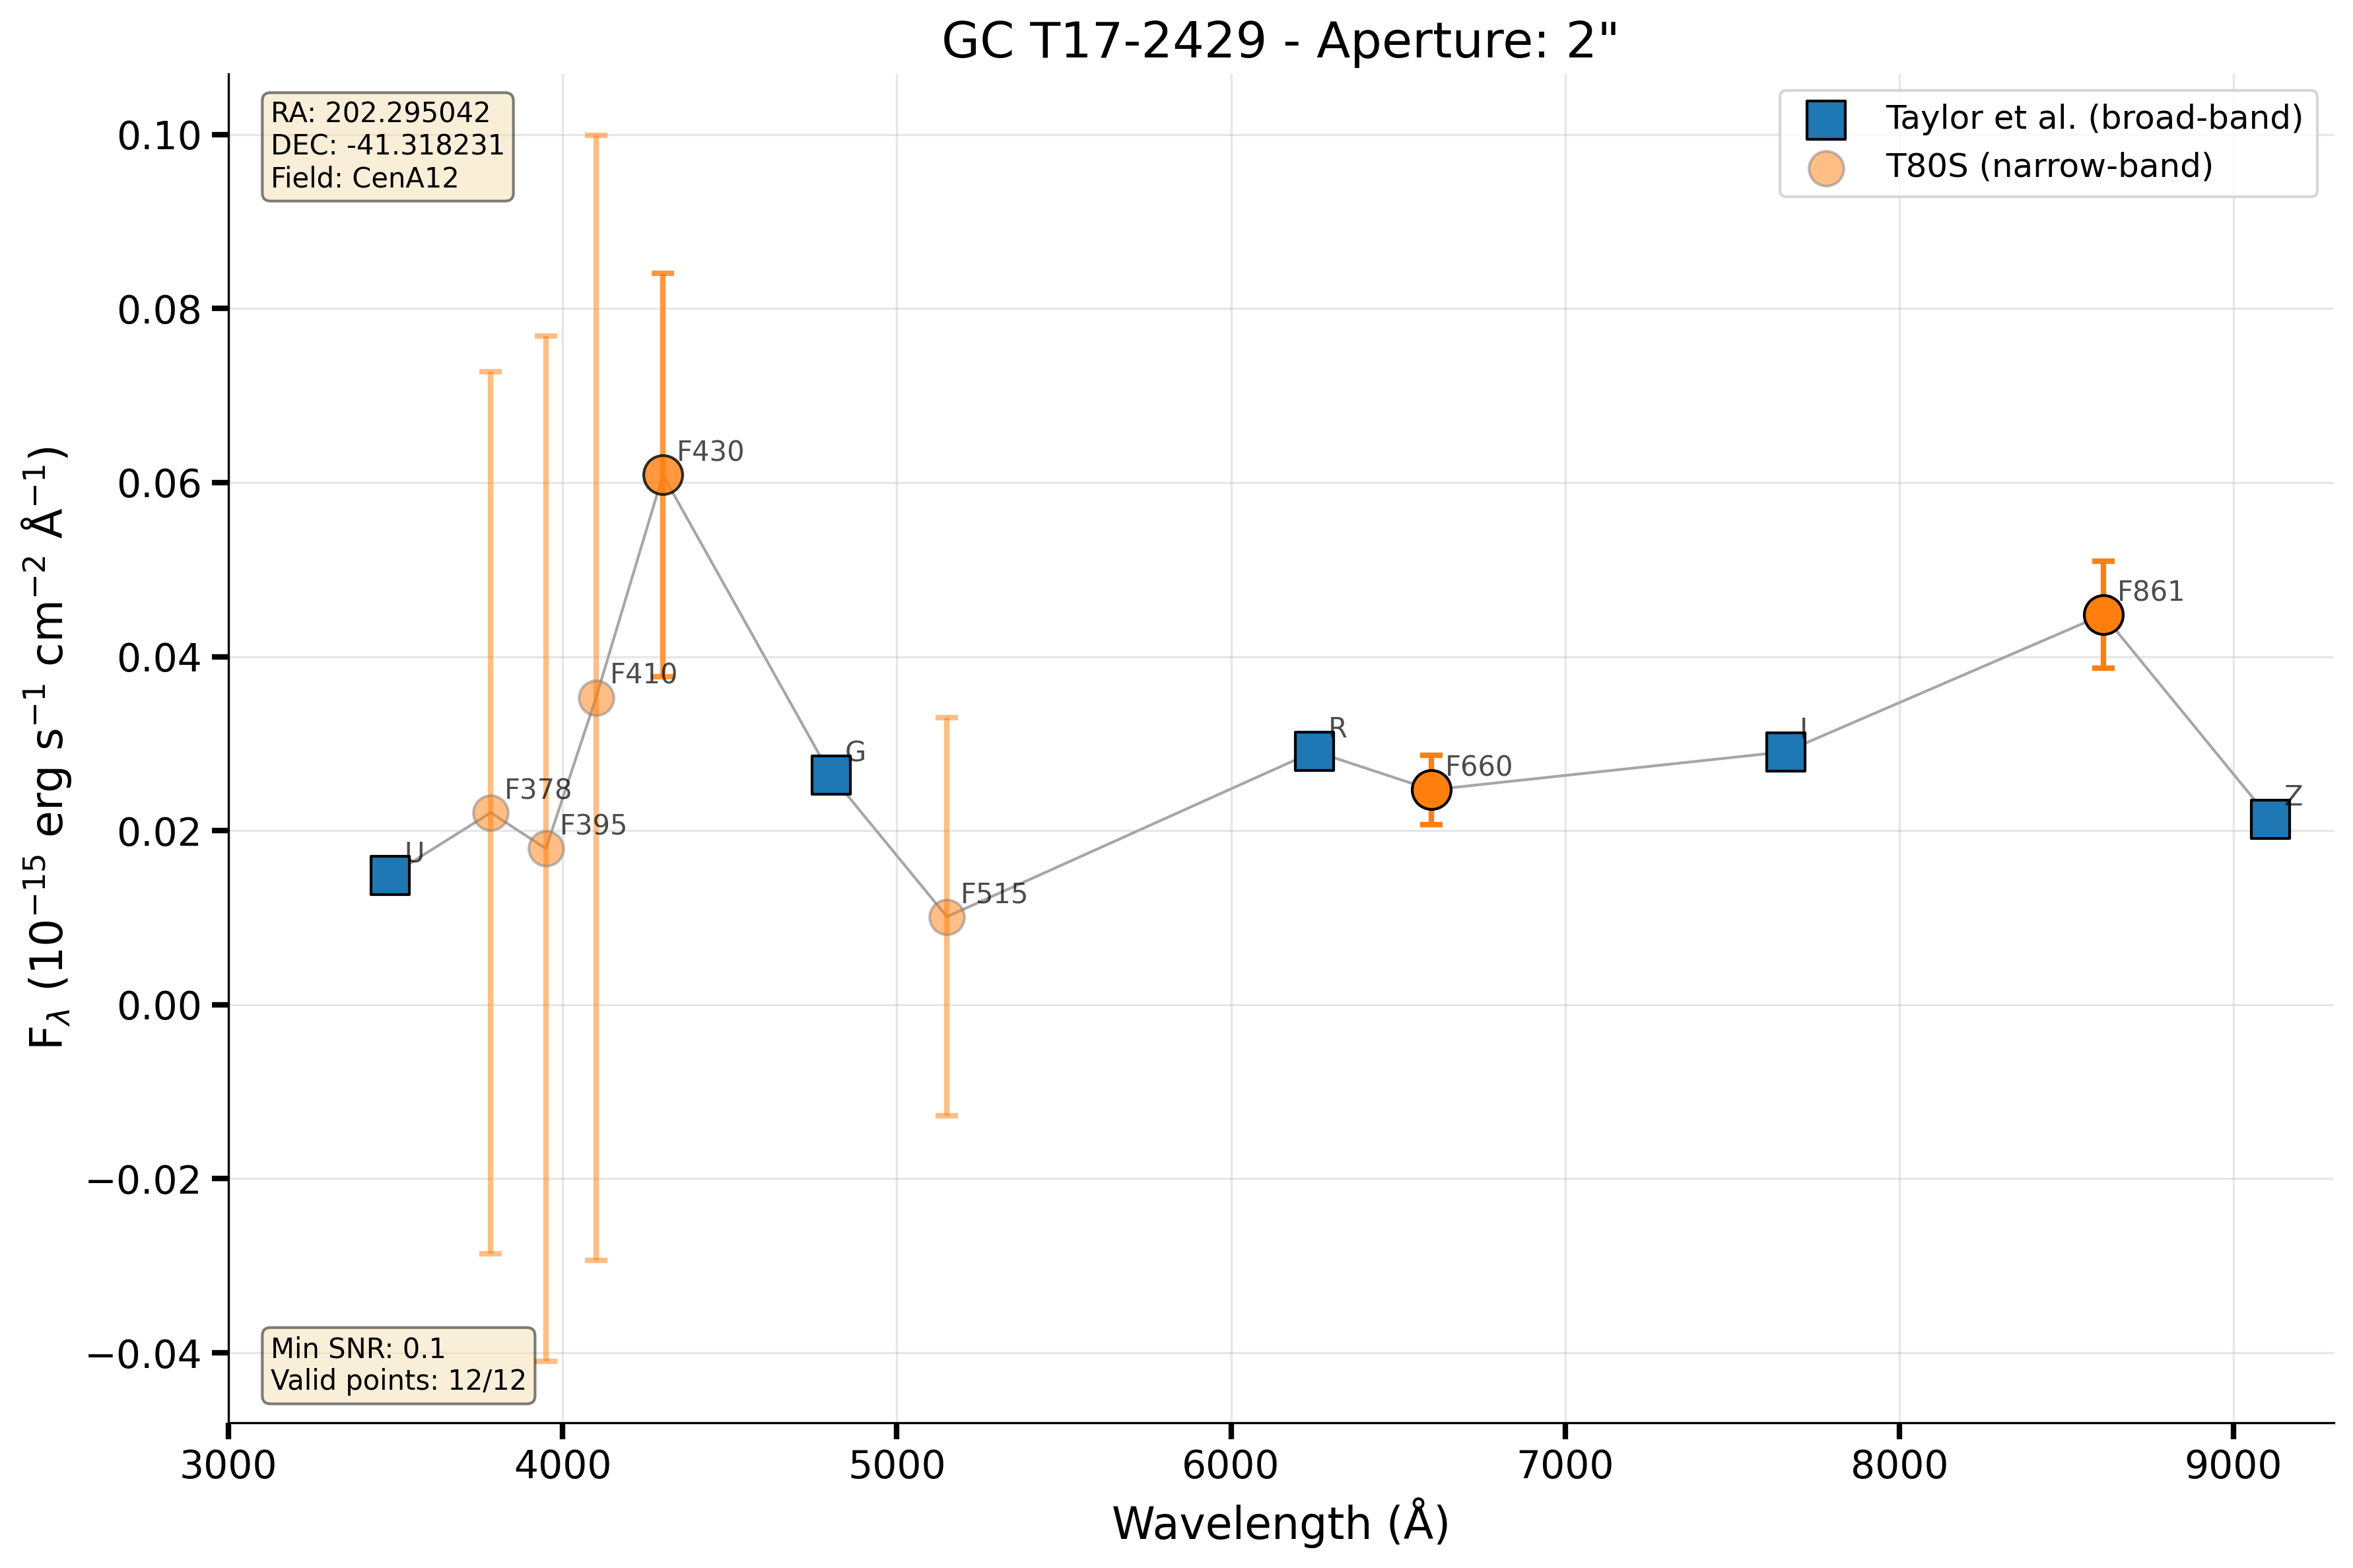 GC T17-2429 - Aperture: 2"
RA: 202.295042
DEC: -41.318231
Field: CenA12
Taylor et al. (broad-band)
T80S (narrow-band)
0.10
0.08
0.06
0.04
0.02
0.00
−0.02
−0.04
F430
F410
F378
F395
U
G
F515
R
F660
I
F861
Z
Min SNR: 0.1
Valid points: 12/12
3000 4000 5000 6000 7000 8000 9000
Wavelength (Å)
F_λ (10⁻¹⁵ erg s⁻¹ cm⁻² Å⁻¹)